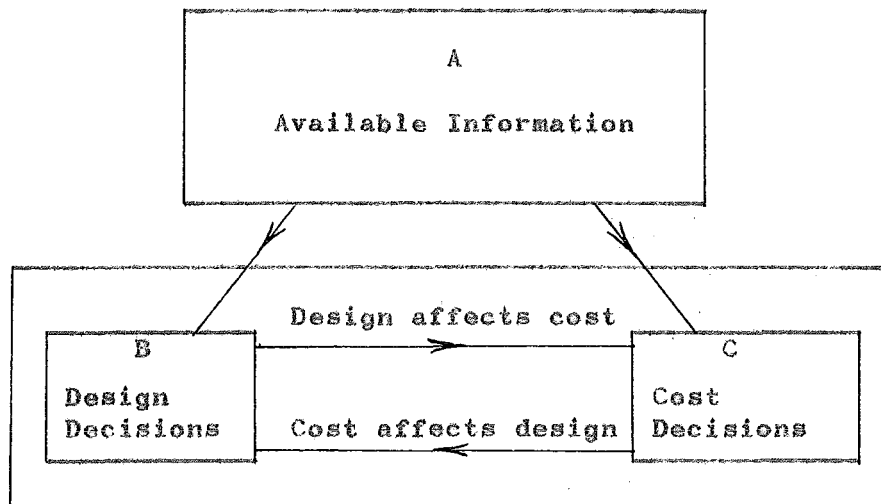 A
Available Information
Design affects cost
B
Design
Decisions
C
Cost
Decisions
Cost affects design